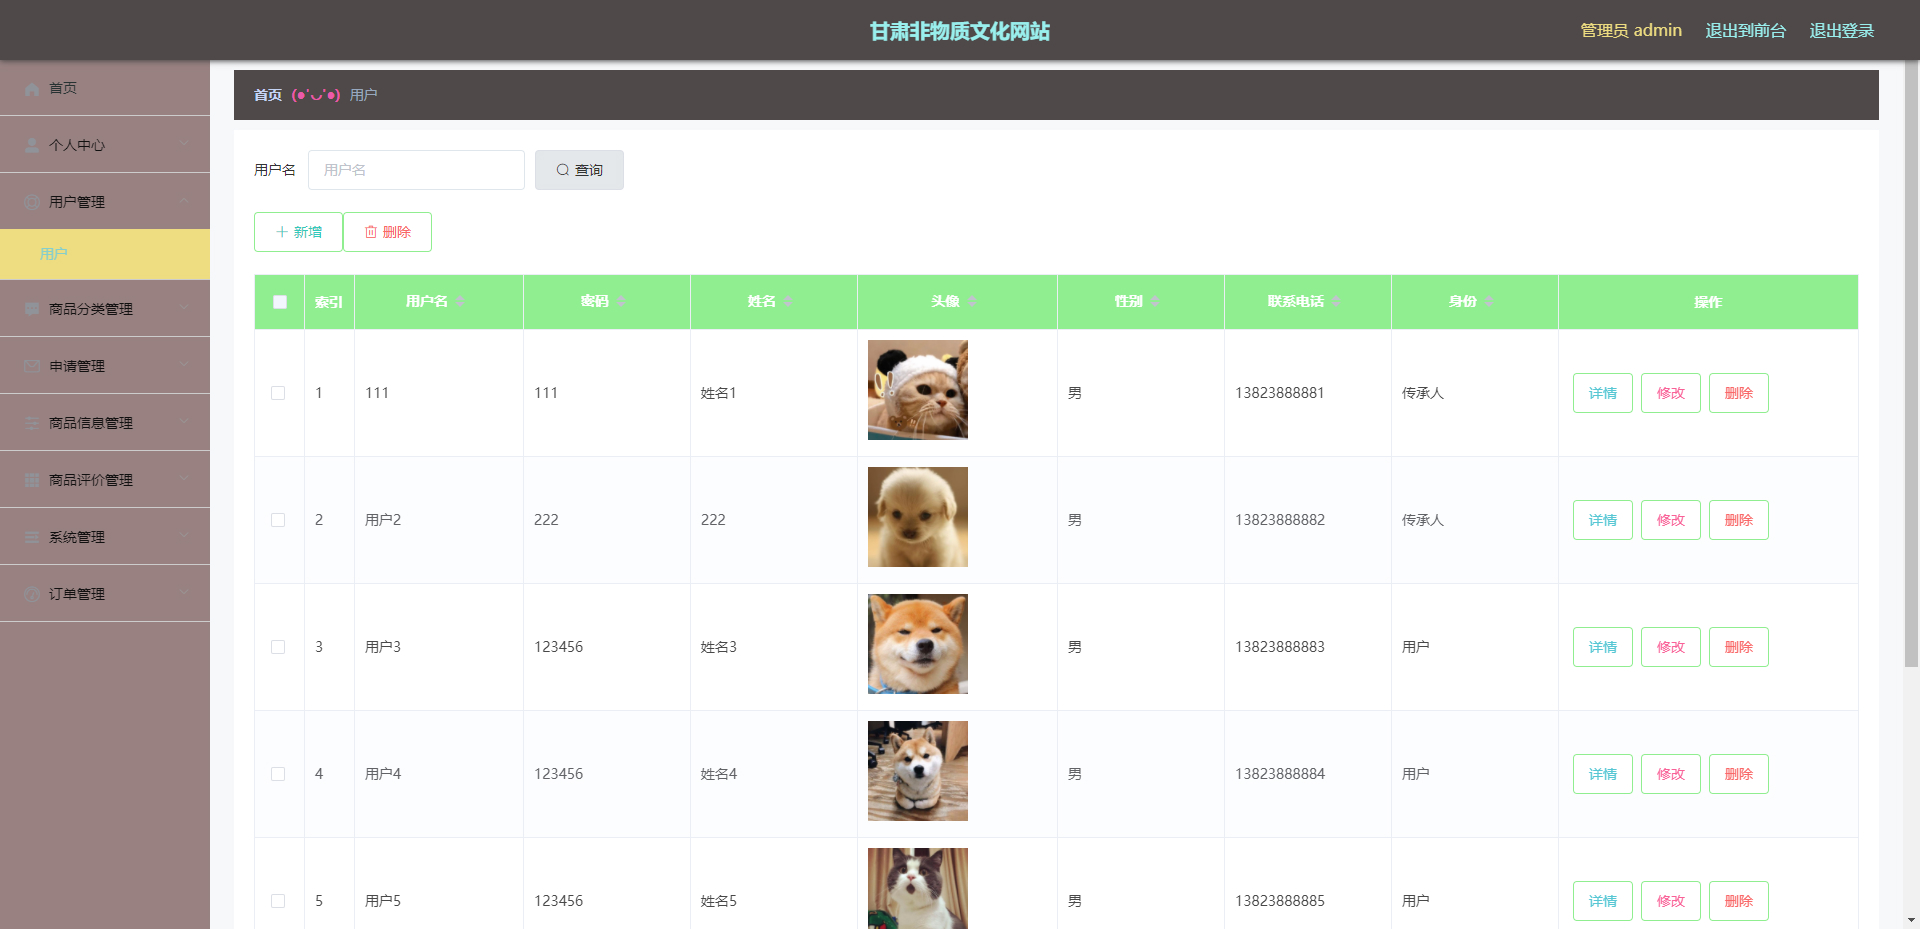 甘肃非物质文化网站
管理员 admin 退出到前台 退出登录
首页
个人中心
用户管理
用户
商品分类管理
申请管理
商品信息管理
商品评价管理
系统管理
订单管理
首页 (●'◡'●) 用户
用户名 用户名 查询
新增 删除
索引 用户名 密码 姓名 头像 性别 联系电话 身份 操作
1 111 111 姓名1 男 13823888881 传承人 详情 修改 删除
2 用户2 222 222 男 13823888882 传承人 详情 修改 删除
3 用户3 123456 姓名3 男 13823888883 用户 详情 修改 删除
4 用户4 123456 姓名4 男 13823888884 用户 详情 修改 删除
5 用户5 123456 姓名5 男 13823888885 用户 详情 修改 删除